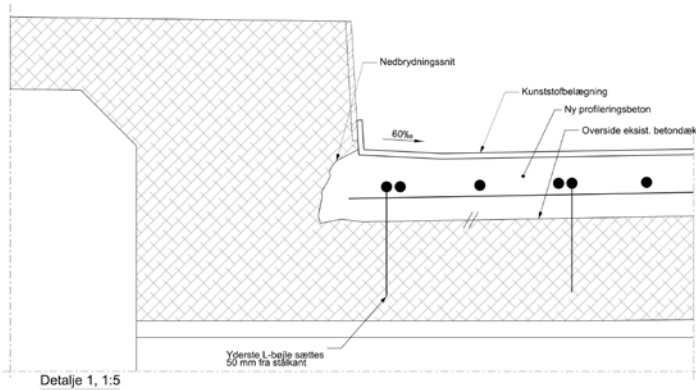 Nedbrydningssnit
Kunststofbelægning
Ny profileringsbeton
60‰
Overside eksist. betondæk
Yderste L-bøjle sættes
50 mm fra stålkant
Detalje 1, 1:5